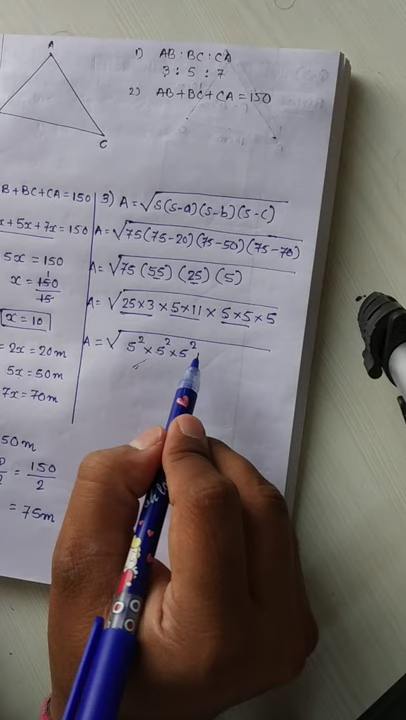 A
C
1) AB : BC : CA
3 : 5 : 7
2) AB + BC + CA = 150
B + BC + CA = 150
x + 5x + 7x = 150
5x = 150
x = 150
15
x = 10
= 2x = 20m
5x = 50m
7x = 70m
50m
= 150
2
= 75m
3) A = √s(s-a)(s-b)(s-c)
A = √75(75-20)(75-50)(75-70)
A = √75 (55) (25) (5)
A = √25×3 × 5×11 × 5×5×5
A = √5² × 5² × 5²